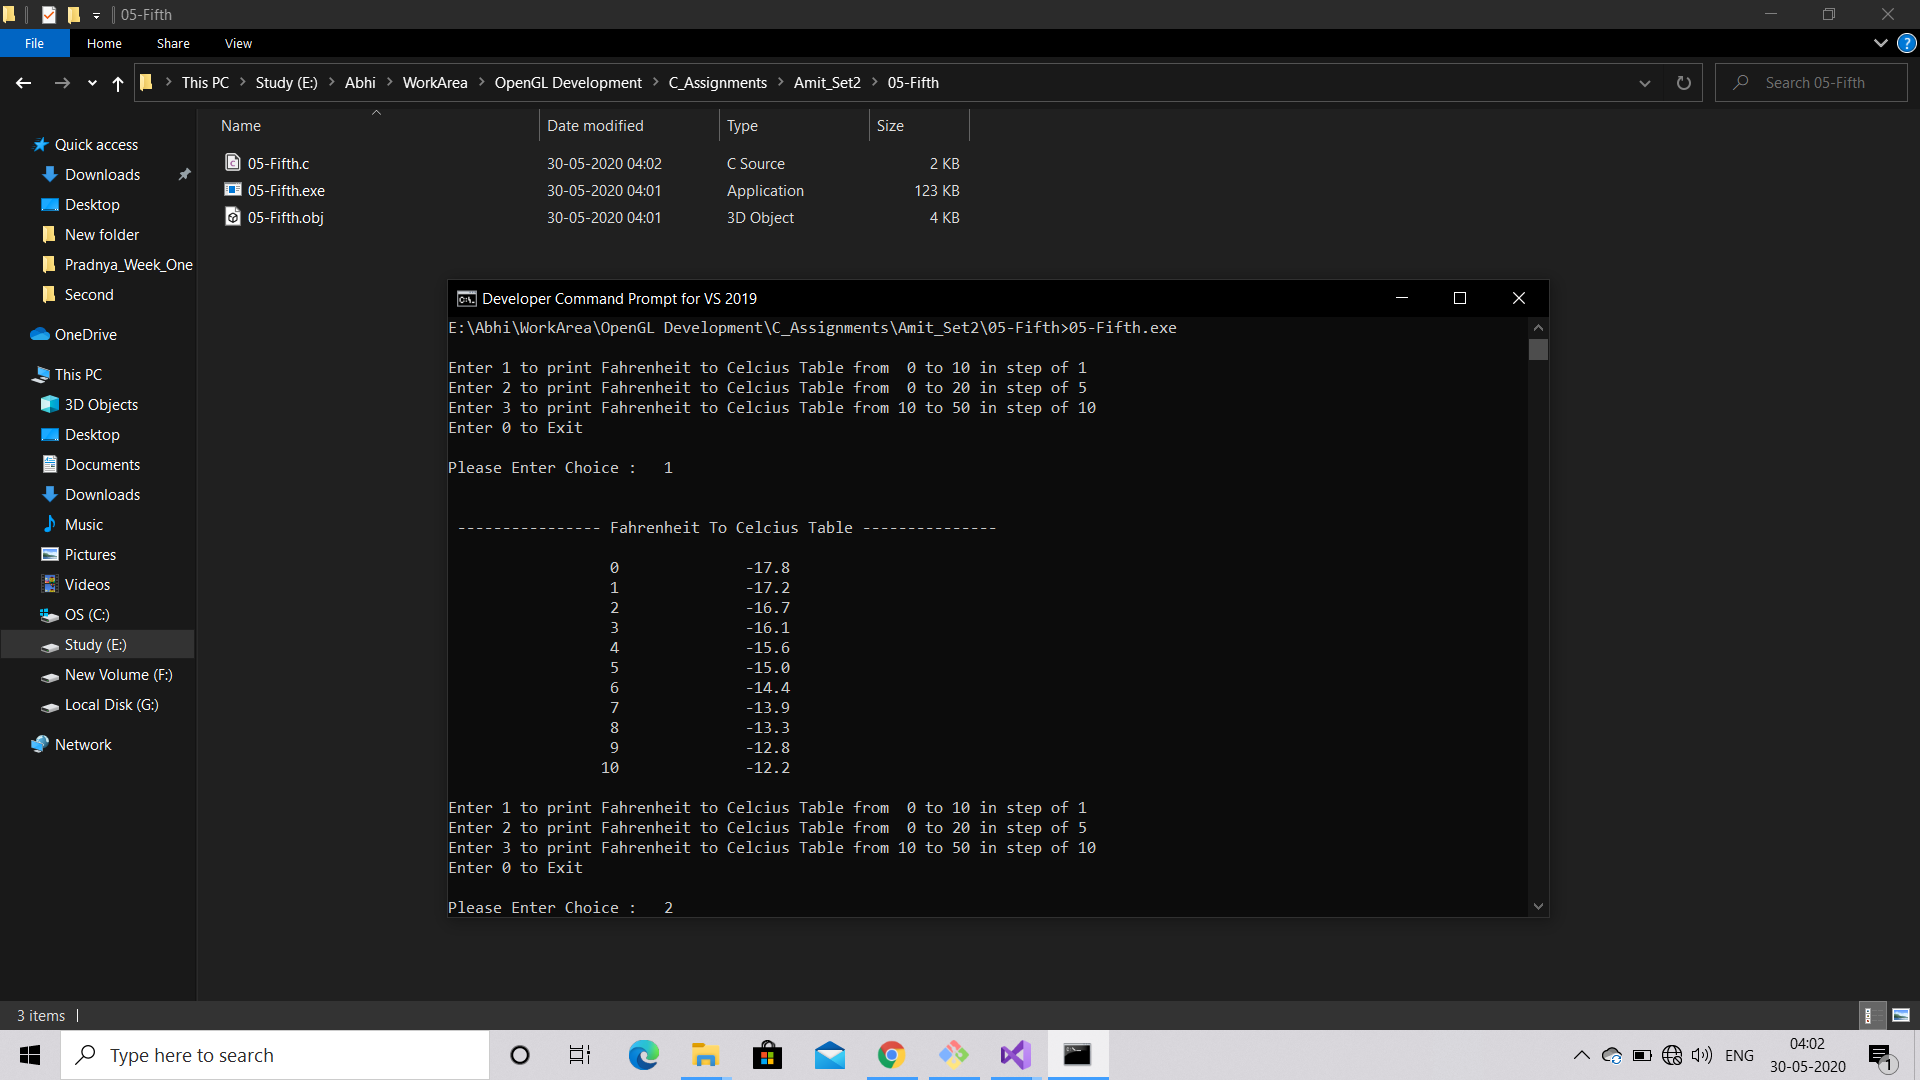 05-Fifth
File Home Share View
This PC Study (E:) Abhi WorkArea OpenGL Development C_Assignments Amit_Set2 05-Fifth
Search 05-Fifth
Name Date modified Type Size
05-Fifth.c 30-05-2020 04:02 C Source 2 KB
05-Fifth.exe 30-05-2020 04:01 Application 123 KB
05-Fifth.obj 30-05-2020 04:01 3D Object 4 KB
Quick access
Downloads
Desktop
New folder
Pradnya_Week_One
Second
OneDrive
This PC
3D Objects
Desktop
Documents
Downloads
Music
Pictures
Videos
OS (C:)
Study (E:)
New Volume (F:)
Local Disk (G:)
Network
Developer Command Prompt for VS 2019
E:\Abhi\WorkArea\OpenGL Development\C_Assignments\Amit_Set2\05-Fifth>05-Fifth.exe
Enter 1 to print Fahrenheit to Celcius Table from  0 to 10 in step of 1
Enter 2 to print Fahrenheit to Celcius Table from  0 to 20 in step of 5
Enter 3 to print Fahrenheit to Celcius Table from 10 to 50 in step of 10
Enter 0 to Exit
Please Enter Choice :   1
---------------- Fahrenheit To Celcius Table ---------------
0 -17.8
1 -17.2
2 -16.7
3 -16.1
4 -15.6
5 -15.0
6 -14.4
7 -13.9
8 -13.3
9 -12.8
10 -12.2
Enter 1 to print Fahrenheit to Celcius Table from  0 to 10 in step of 1
Enter 2 to print Fahrenheit to Celcius Table from  0 to 20 in step of 5
Enter 3 to print Fahrenheit to Celcius Table from 10 to 50 in step of 10
Enter 0 to Exit
Please Enter Choice :   2
3 items
Type here to search
ENG
04:02
30-05-2020
1